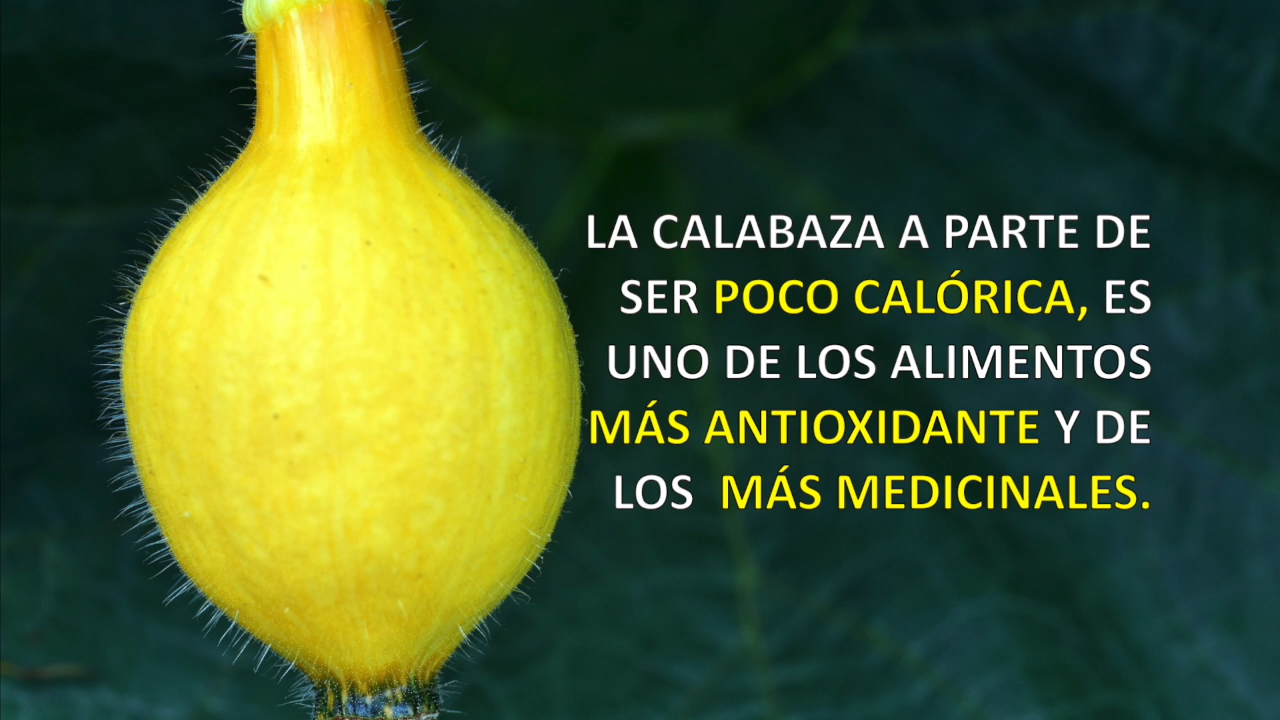 LA CALABAZA A PARTE DE
SER POCO CALÓRICA, ES
UNO DE LOS ALIMENTOS
MÁS ANTIOXIDANTE Y DE
LOS MÁS MEDICINALES.